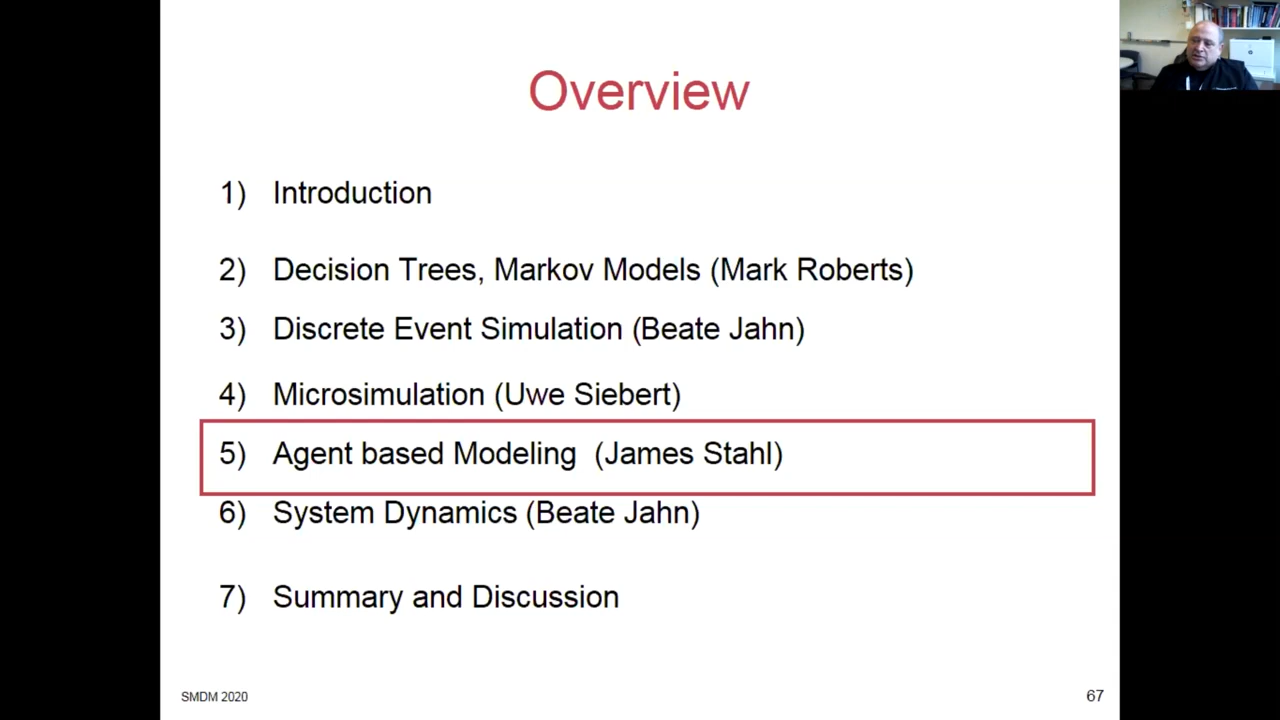 Overview
1) Introduction
2) Decision Trees, Markov Models (Mark Roberts)
3) Discrete Event Simulation (Beate Jahn)
4) Microsimulation (Uwe Siebert)
5) Agent based Modeling (James Stahl)
6) System Dynamics (Beate Jahn)
7) Summary and Discussion
SMDM 2020
67